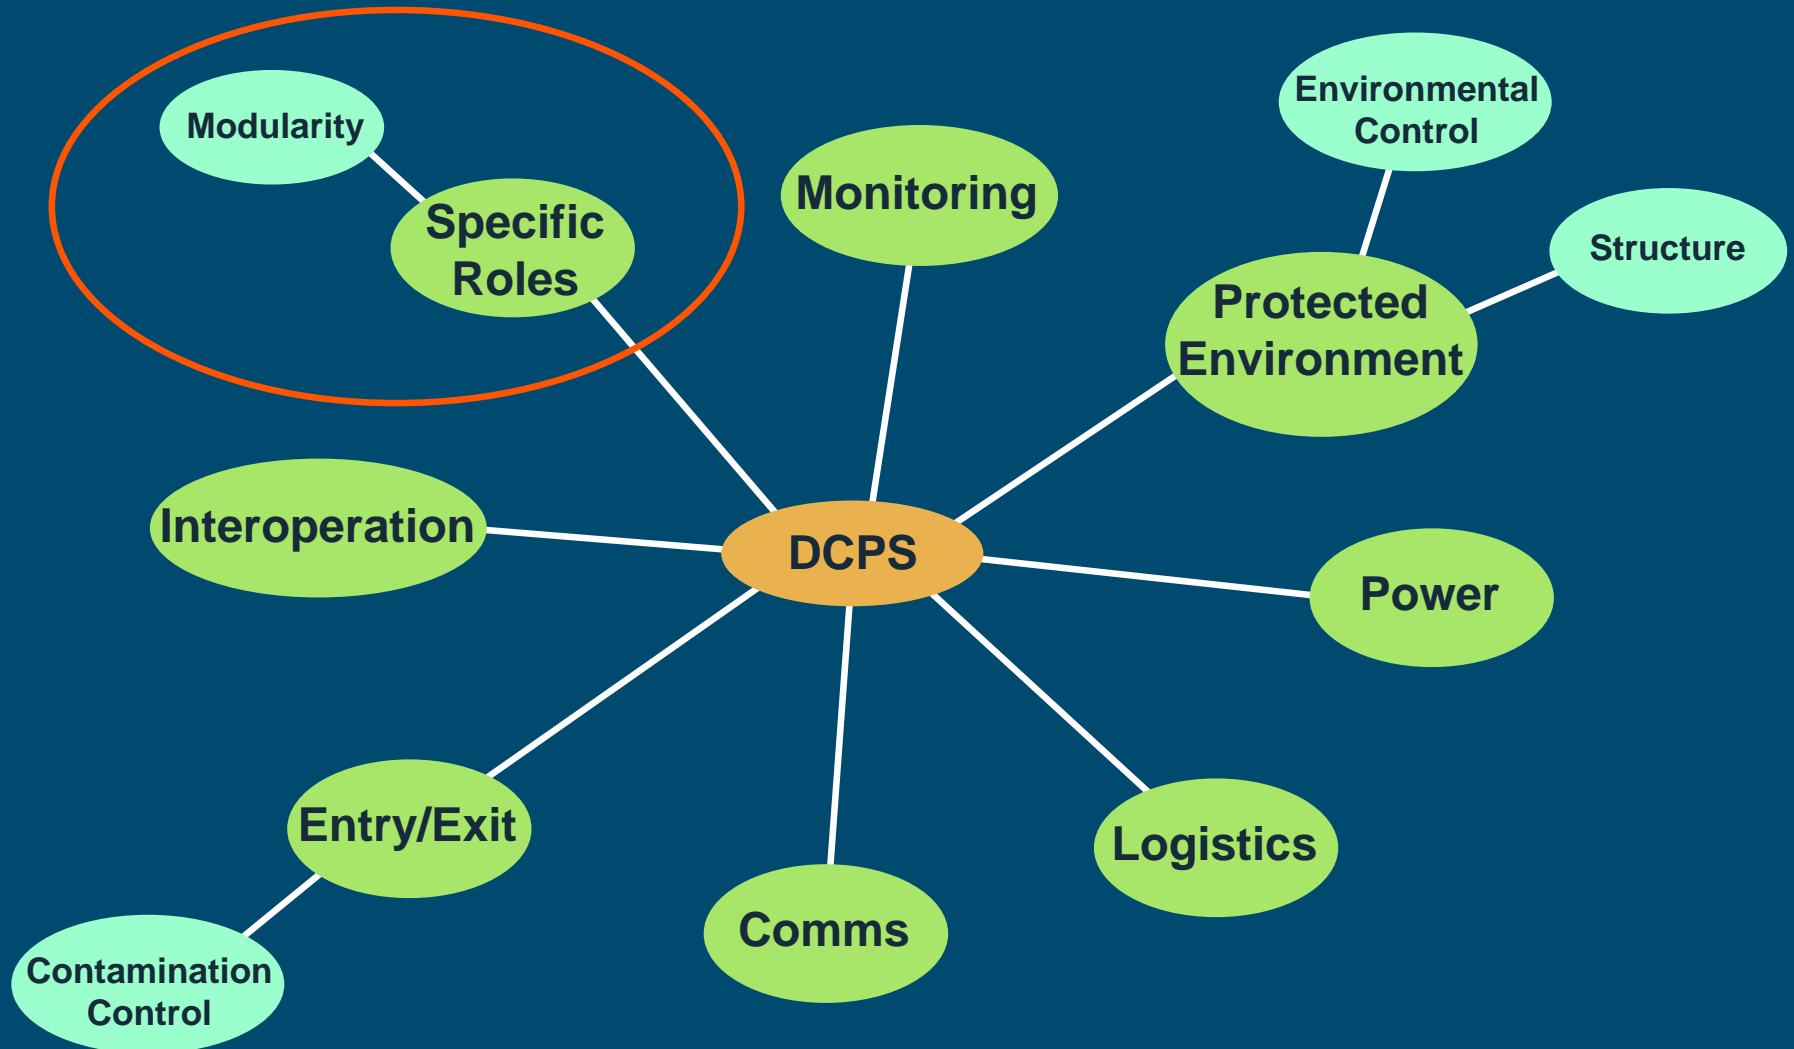 Modularity
Specific
Roles
Monitoring
Environmental
Control
Structure
Protected
Environment
Interoperation
DCPS
Power
Entry/Exit
Logistics
Comms
Contamination
Control